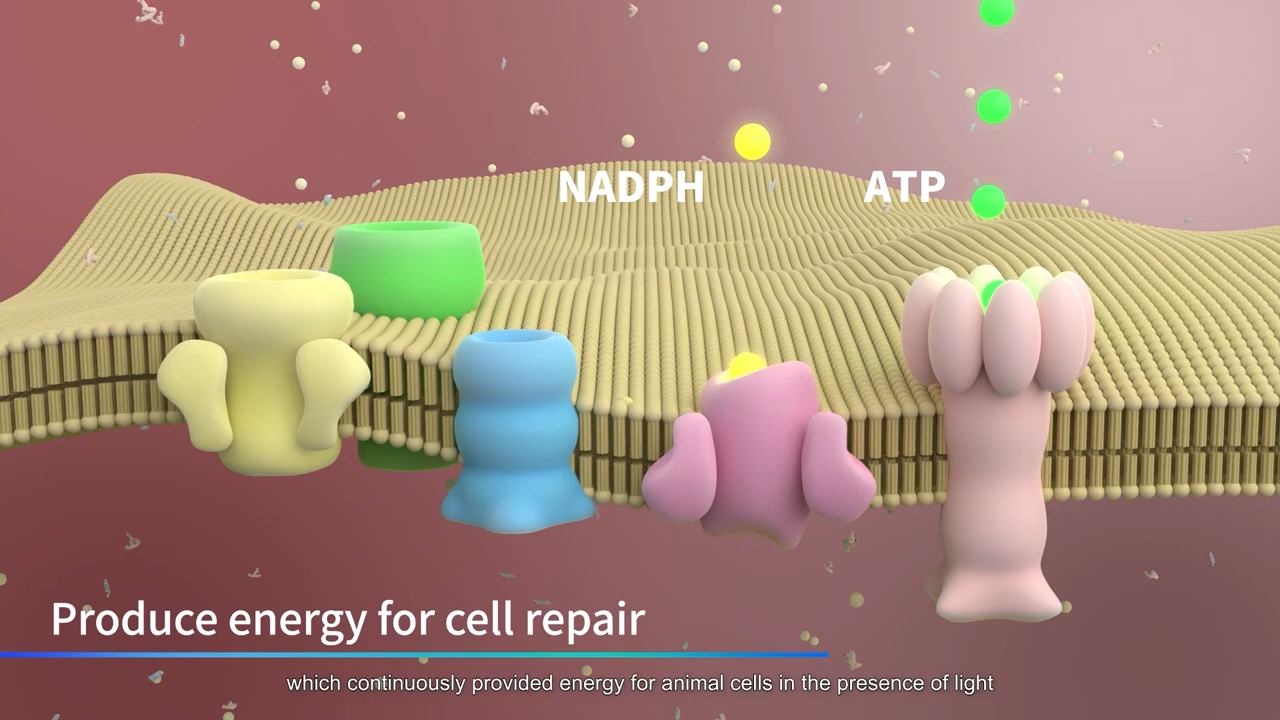 NADPH ATP
Produce energy for cell repair
which continuously provided energy for animal cells in the presence of light